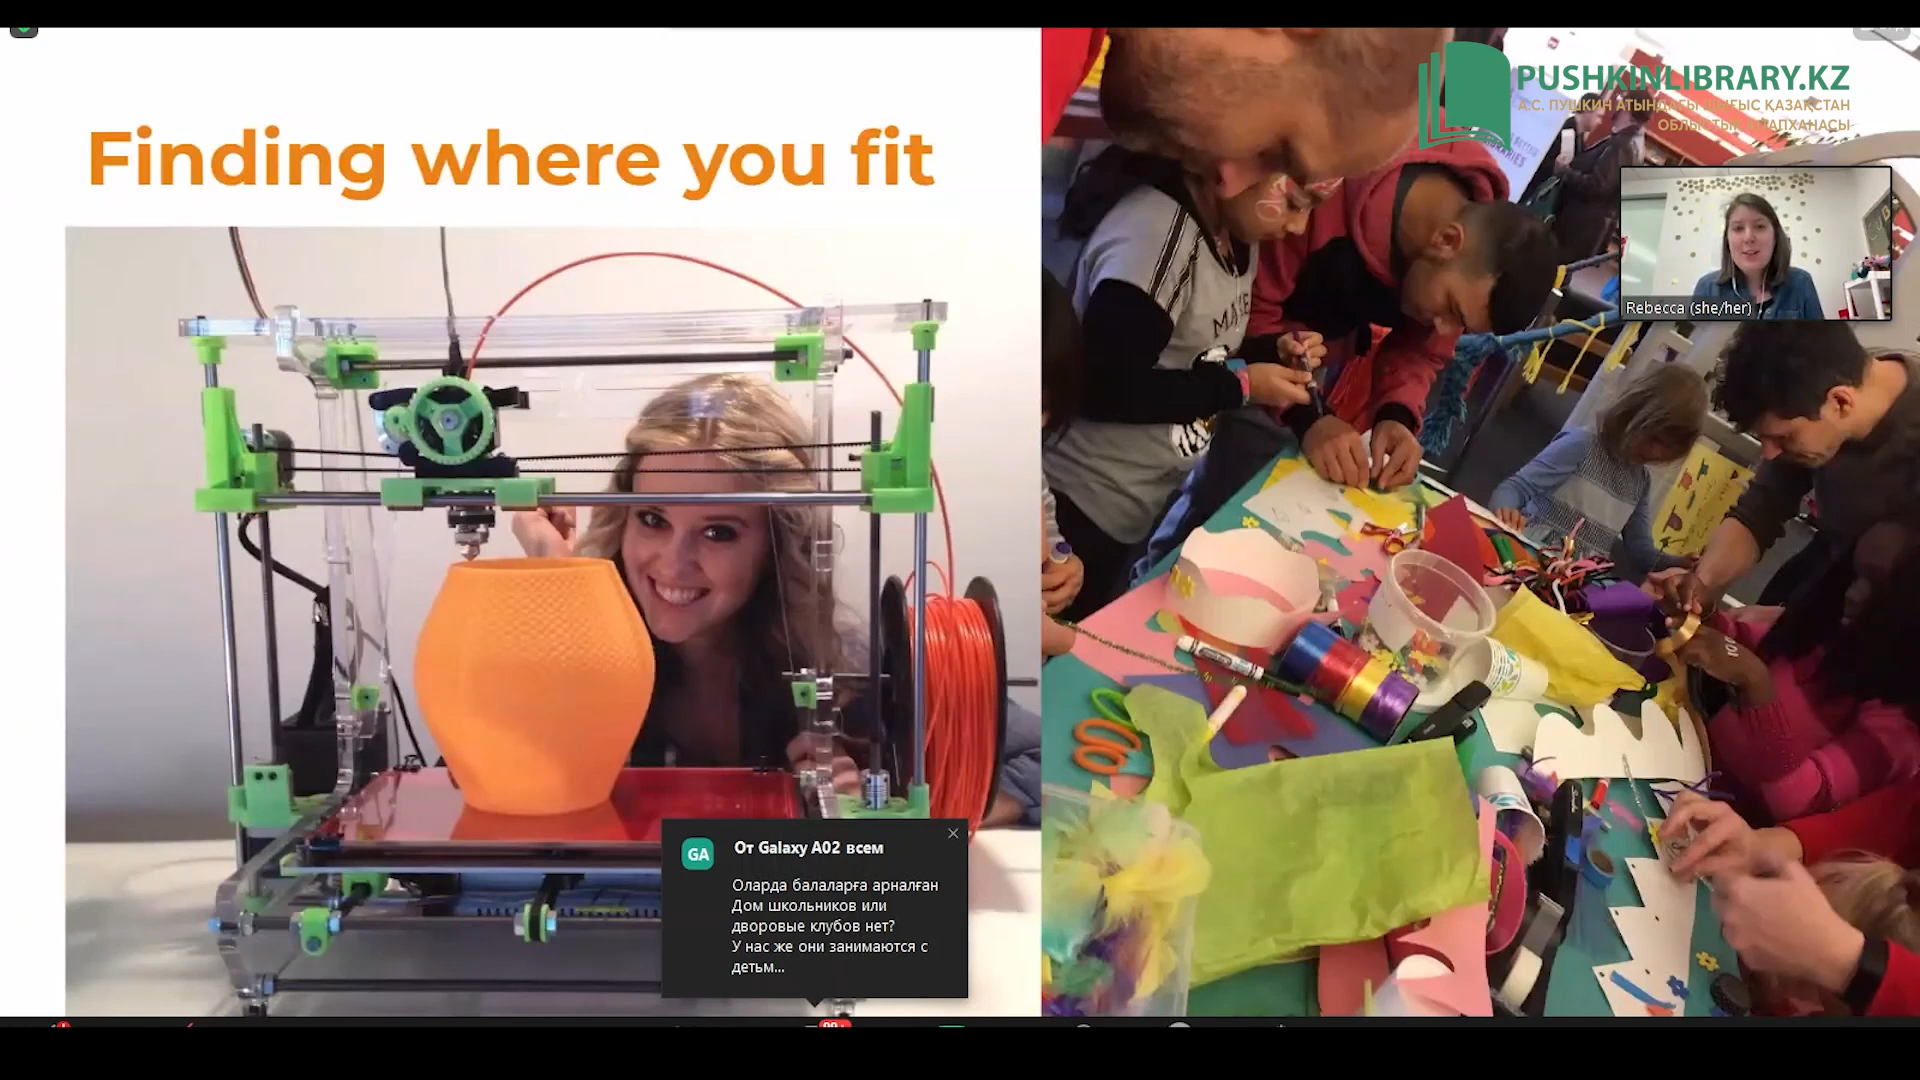 Finding where you fit
PUSHKINLIBRARY.KZ
А.С. ПУШКИН АТЫНДАҒЫ ШЫҒЫС ҚАЗАҚСТАН
ОБЛЫСТЫҚ КІТАПХАНАСЫ
Rebecca (she/her)
GA
От Galaxy A02 всем
Оларда балаларға арналған
Дом школьников или
дворовые клубов нет?
У нас же они занимаются с
детьм...